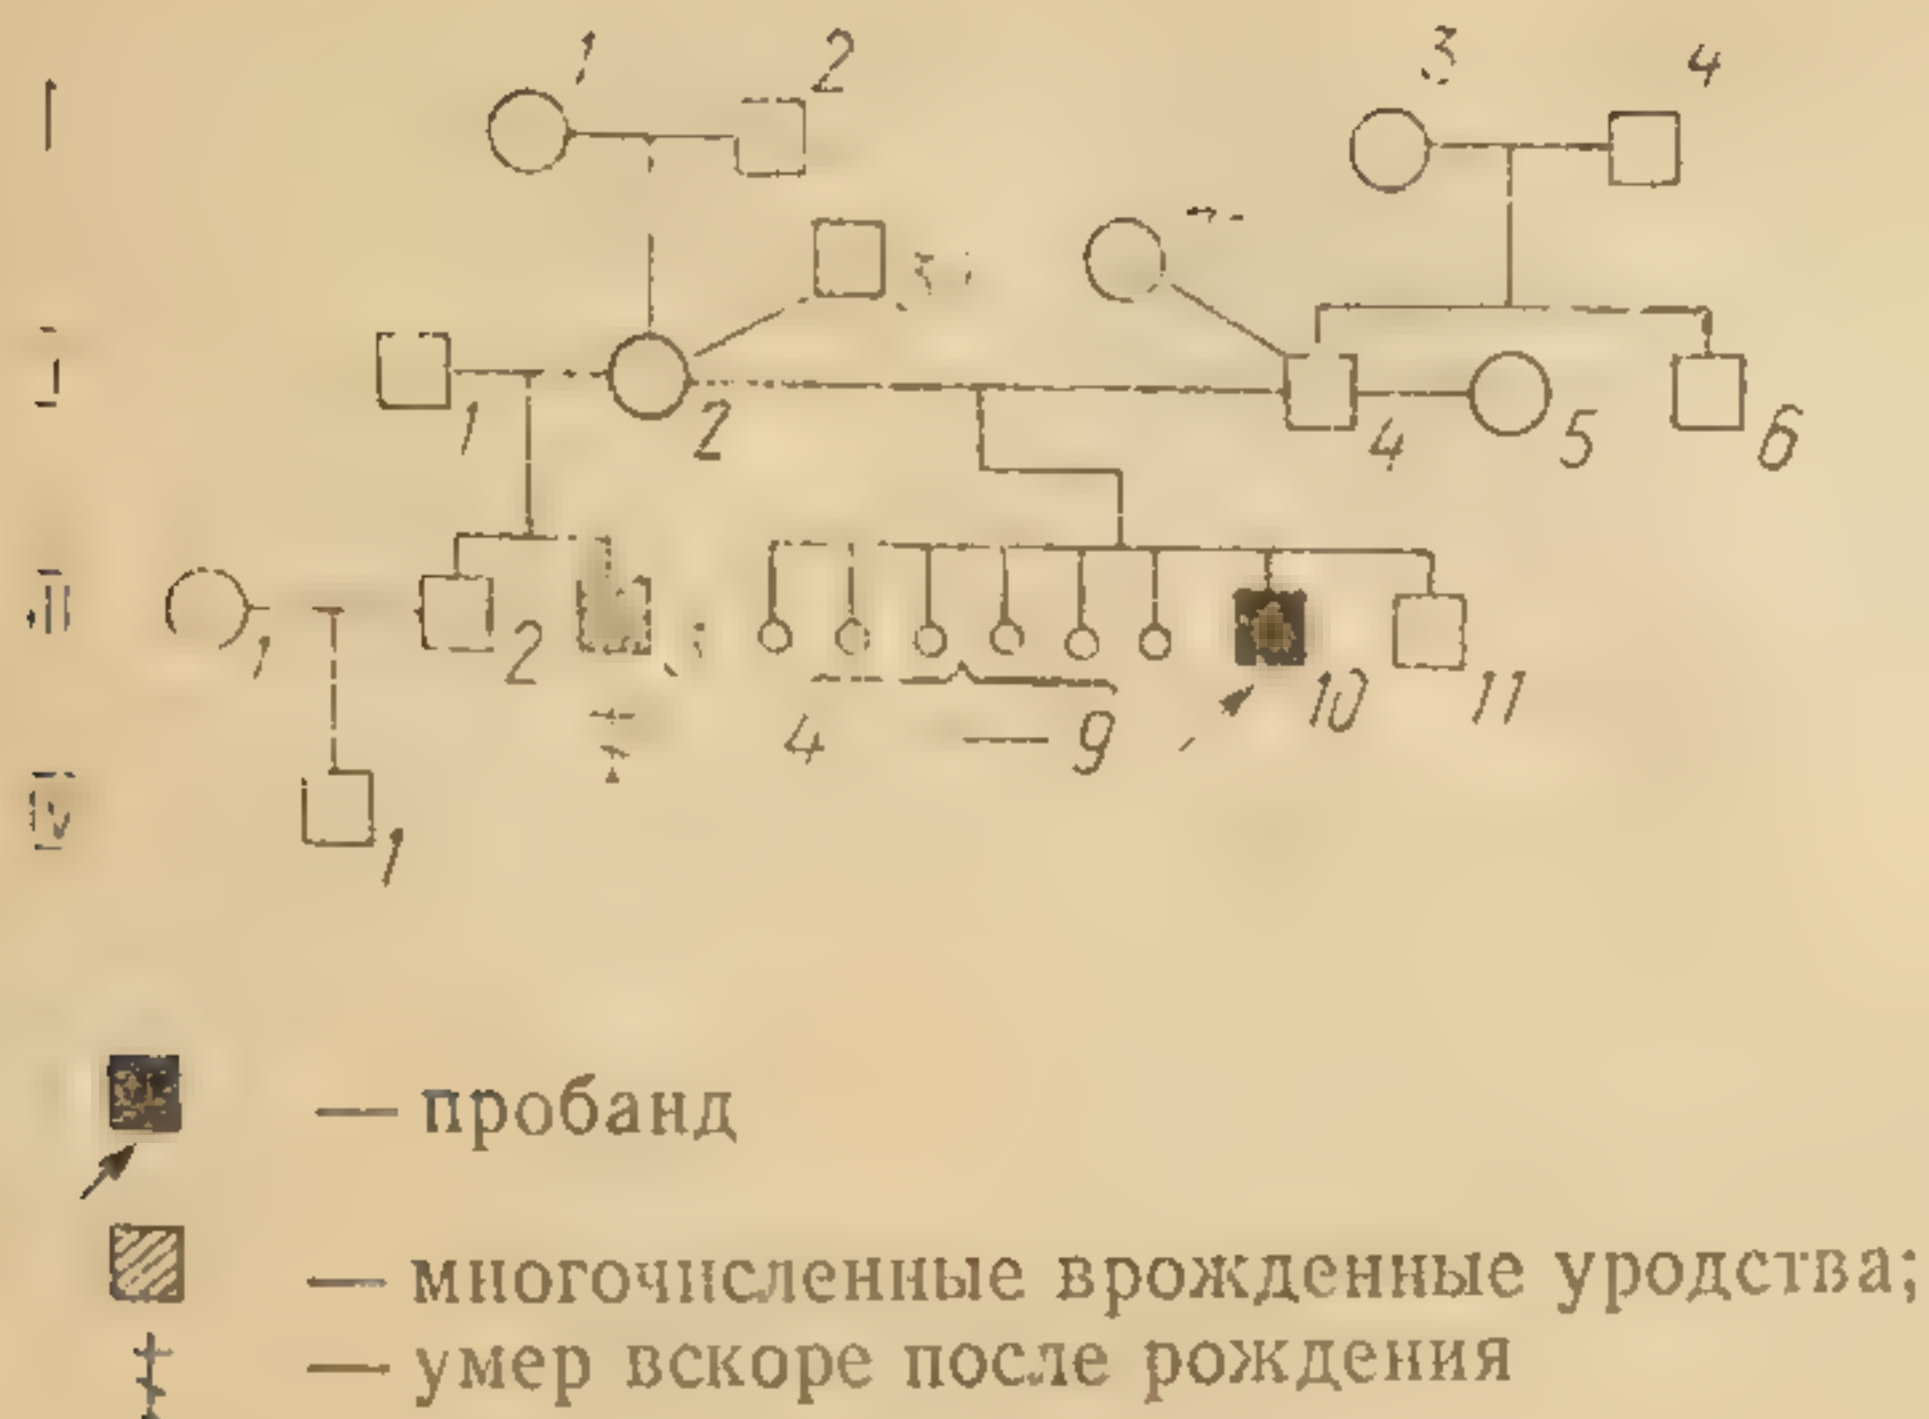 1 2 3 4
I
3
II
1 2 4 5 6
III
1 2 4 — 9 10 11
IV
1
— пробанд
— многочисленные врожденные уродства;
— умер вскоре после рождения